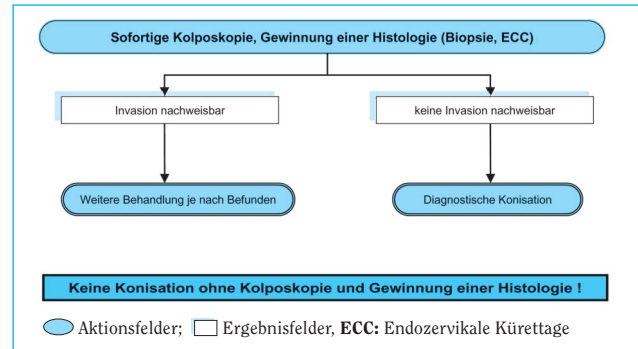 Sofortige Kolposkopie, Gewinnung einer Histologie (Biopsie, ECC)
Invasion nachweisbar
keine Invasion nachweisbar
Weitere Behandlung je nach Befunden
Diagnostische Konisation
Keine Konisation ohne Kolposkopie und Gewinnung einer Histologie !
Aktionsfelder; Ergebnisfelder, ECC: Endozervikale Kürettage